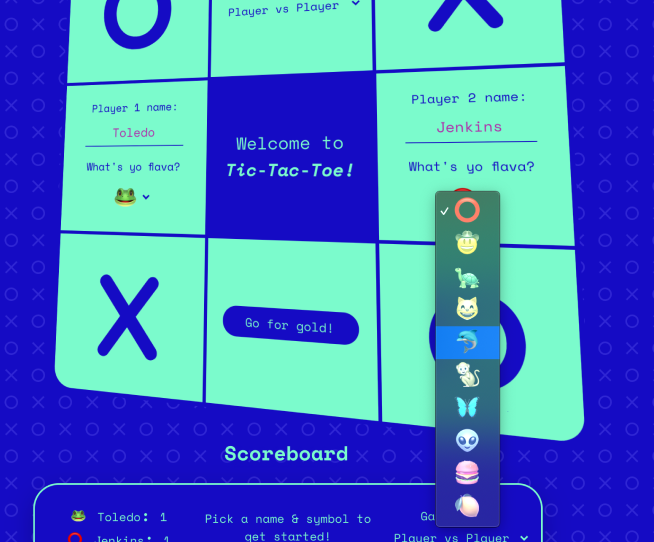 Player vs Player
Player 1 name:
Toledo
What's yo flava?
Welcome to
Tic-Tac-Toe!
Player 2 name:
Jenkins
What's yo flava?
Go for gold!
Scoreboard
Toledo: 1
Jenkins: 1
Pick a name & symbol to
get started!
Ga
Player vs Player